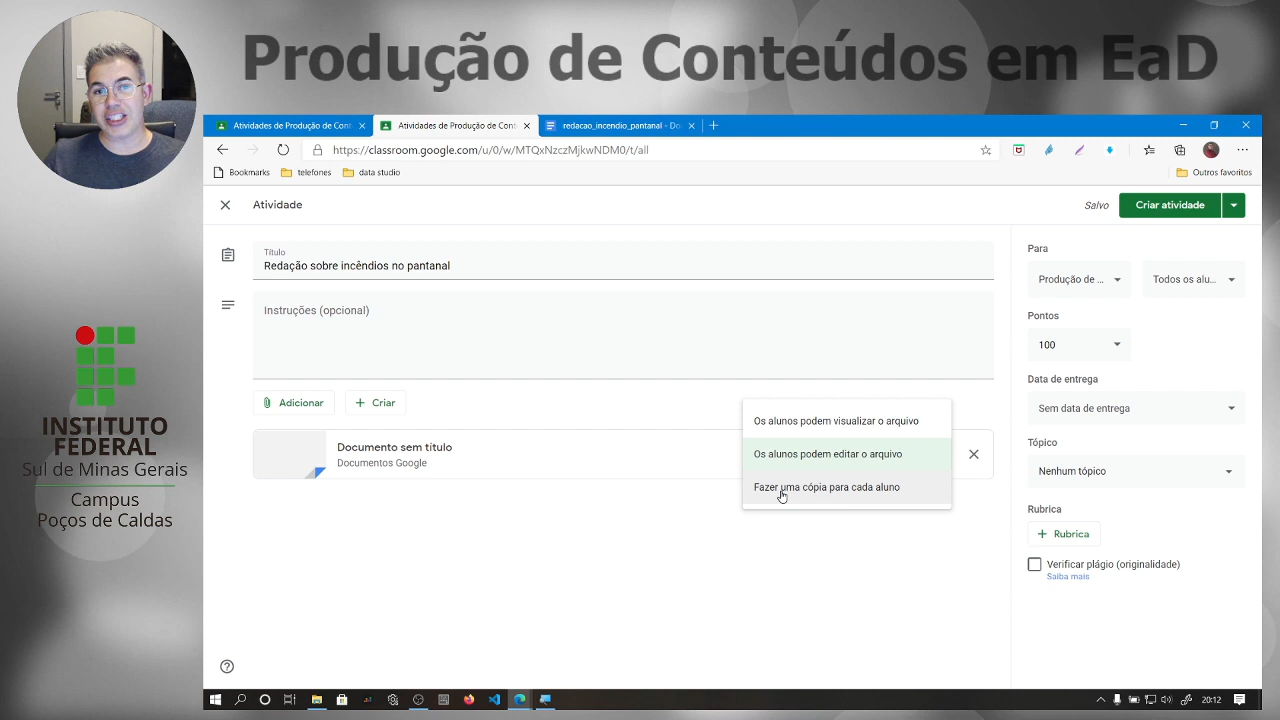 Produção de Conteúdos em EaD
Atividades de Produção de Cont
Atividades de Produção de Conf
redacao_incendio_pantanal - Do
https://classroom.google.com/u/0/w/MTQxNzczMjkwNDM0/t/all
Bookmarks
telefones
data studio
Outros favoritos
Atividade
Salvo
Criar atividade
Título
Redação sobre incêndios no pantanal
Instruções (opcional)
Adicionar
Criar
Documento sem título
Documentos Google
Os alunos podem visualizar o arquivo
Os alunos podem editar o arquivo
Fazer uma cópia para cada aluno
Para
Produção de ...
Todos os alu...
Pontos
100
Data de entrega
Sem data de entrega
Tópico
Nenhum tópico
Rubrica
Rubrica
Verificar plágio (originalidade)
Saiba mais
INSTITUTO
FEDERAL
Sul de Minas Gerais
Campus
Poços de Caldas
20:12